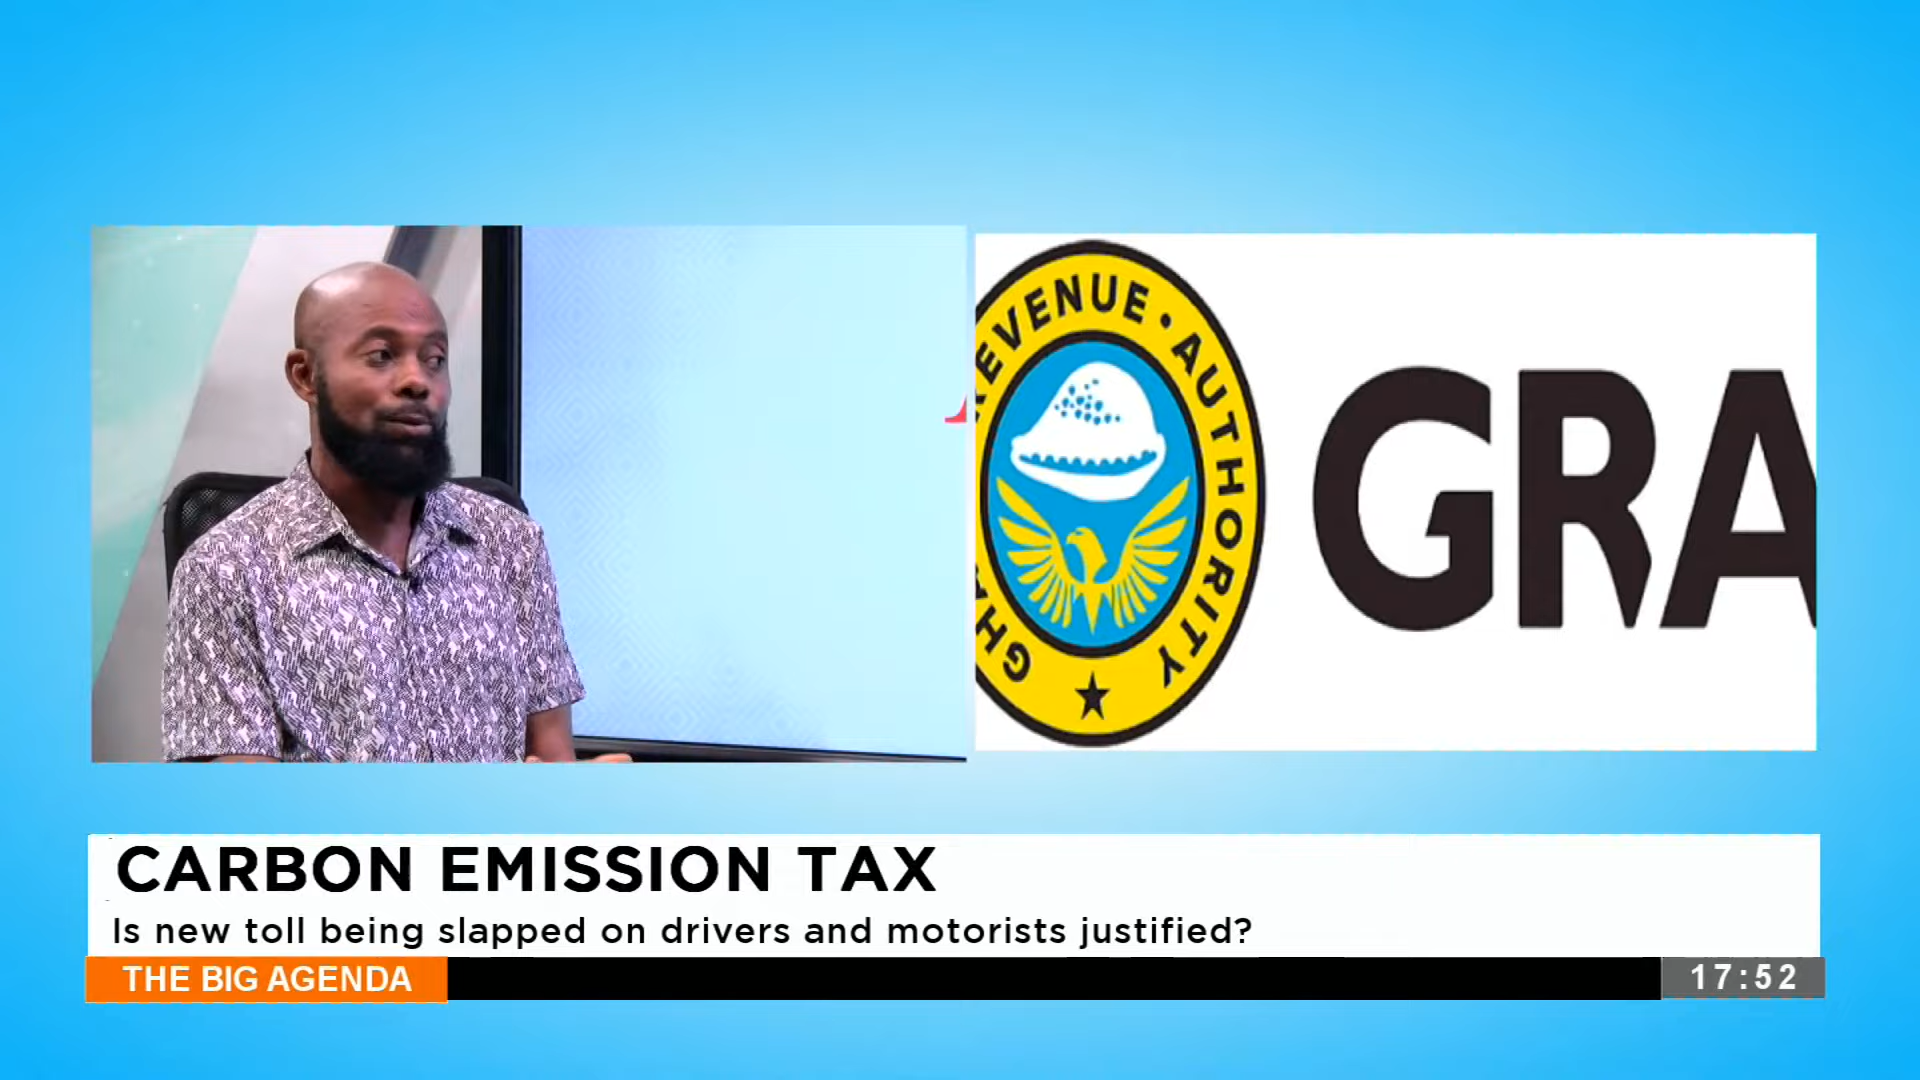 GHA REVENUE • AUTHORITY
GRA
CARBON EMISSION TAX
Is new toll being slapped on drivers and motorists justified?
THE BIG AGENDA
17:52